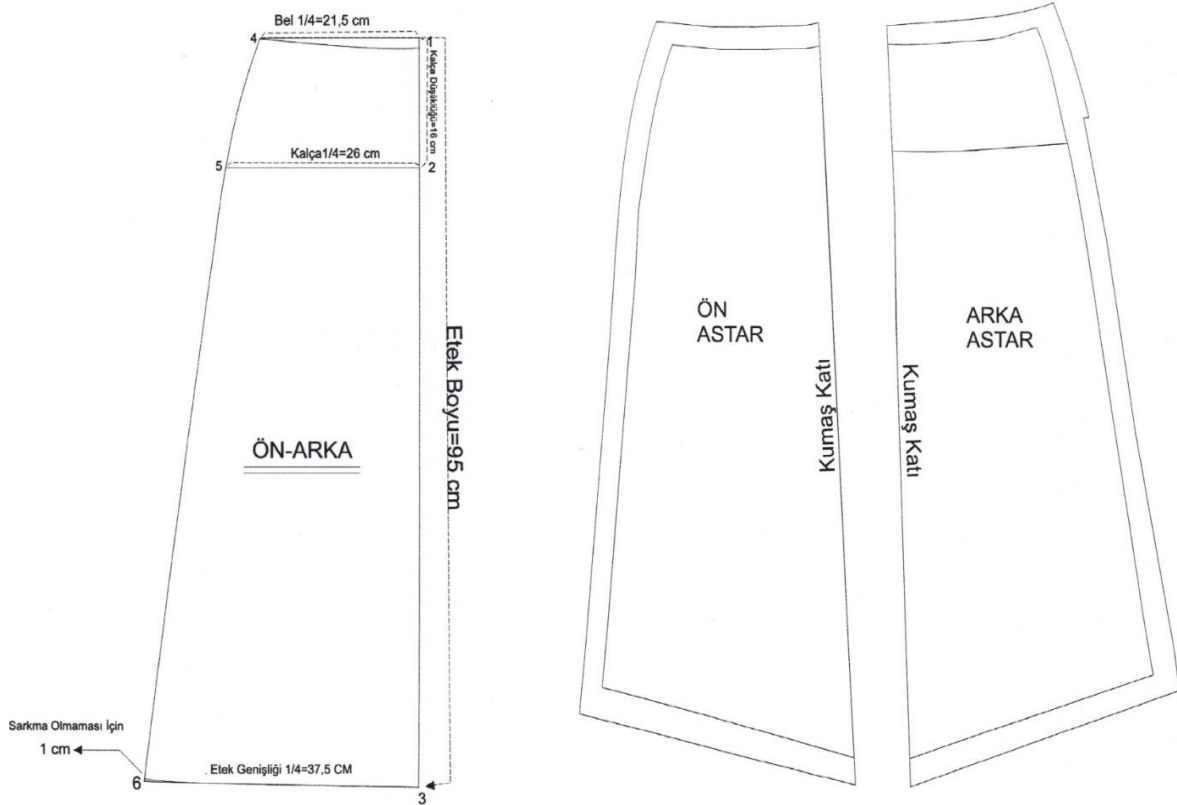 Bel 1/4=21,5 cm
4
1
Kalça Düşüklüğü=16 cm
Kalça1/4=26 cm
5
2
Etek Boyu=95 cm
ÖN-ARKA
Sarkma Olmaması İçin
1 cm
6
Etek Genişliği 1/4=37,5 CM
3
ÖN
ASTAR
Kumaş Katı
ARKA
ASTAR
Kumaş Katı